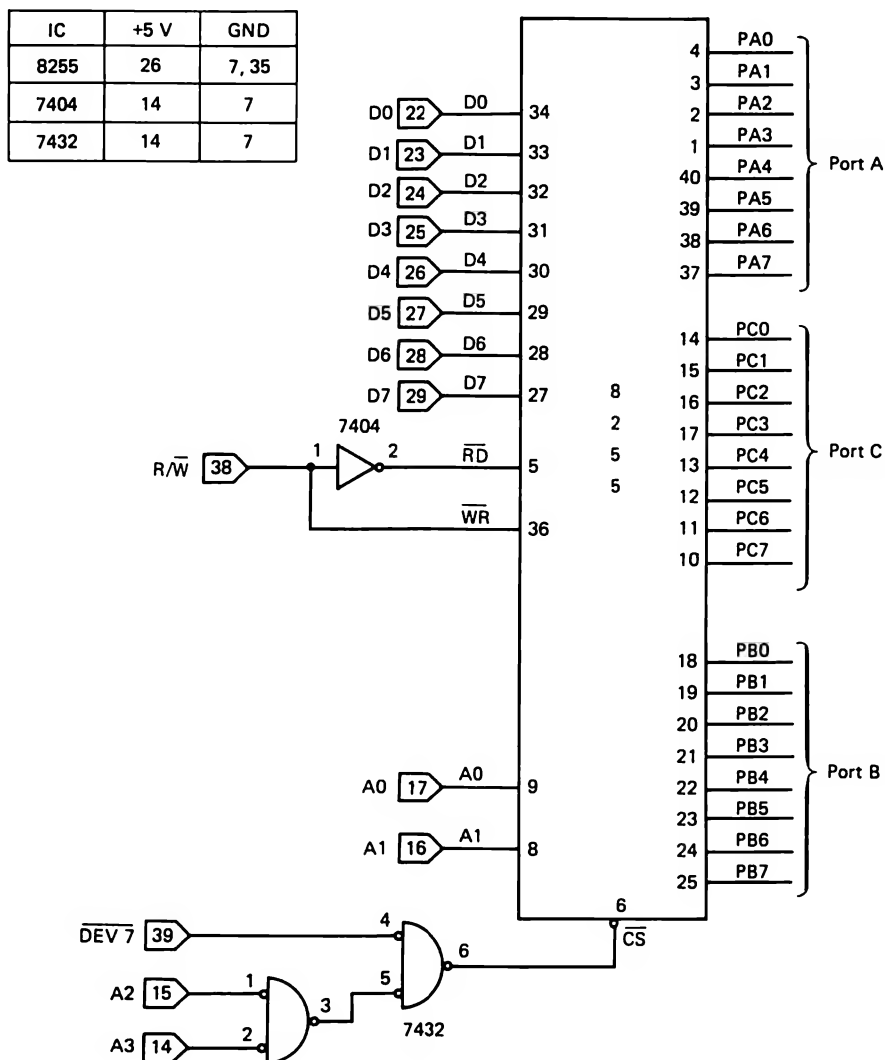 IC +5 V GND
8255 26 7, 35
7404 14 7
7432 14 7
D0 22 D0 34
D1 23 D1 33
D2 24 D2 32
D3 25 D3 31
D4 26 D4 30
D5 27 D5 29
D6 28 D6 28
D7 29 D7 27
7404
R/W̅ 38 1 2 R̅D̅ 5
W̅R̅ 36
A0 17 A0 9
A1 16 A1 8
8
2
5
5
4 PA0
3 PA1
2 PA2
1 PA3
40 PA4
39 PA5
38 PA6
37 PA7
Port A
14 PC0
15 PC1
16 PC2
17 PC3
13 PC4
12 PC5
11 PC6
10 PC7
Port C
18 PB0
19 PB1
20 PB2
21 PB3
22 PB4
23 PB5
24 PB6
25 PB7
Port B
6
C̅S̅
D̅E̅V̅ 7̅ 39 4
6
5
7432
A2 15 1
3
A3 14 2